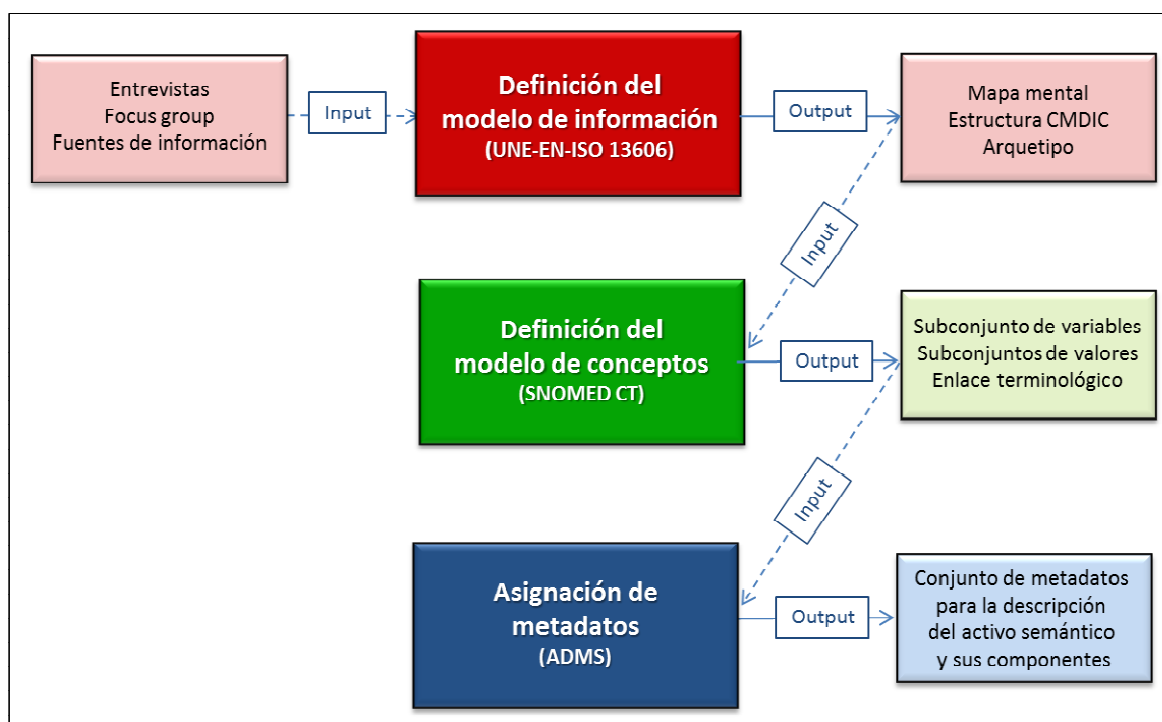 Entrevistas
Focus group
Fuentes de información
Input
Definición del
modelo de información
(UNE-EN-ISO 13606)
Output
Mapa mental
Estructura CMDIC
Arquetipo
Input
Definición del
modelo de conceptos
(SNOMED CT)
Output
Subconjunto de variables
Subconjuntos de valores
Enlace terminológico
Input
Asignación de
metadatos
(ADMS)
Output
Conjunto de metadatos
para la descripción
del activo semántico
y sus componentes